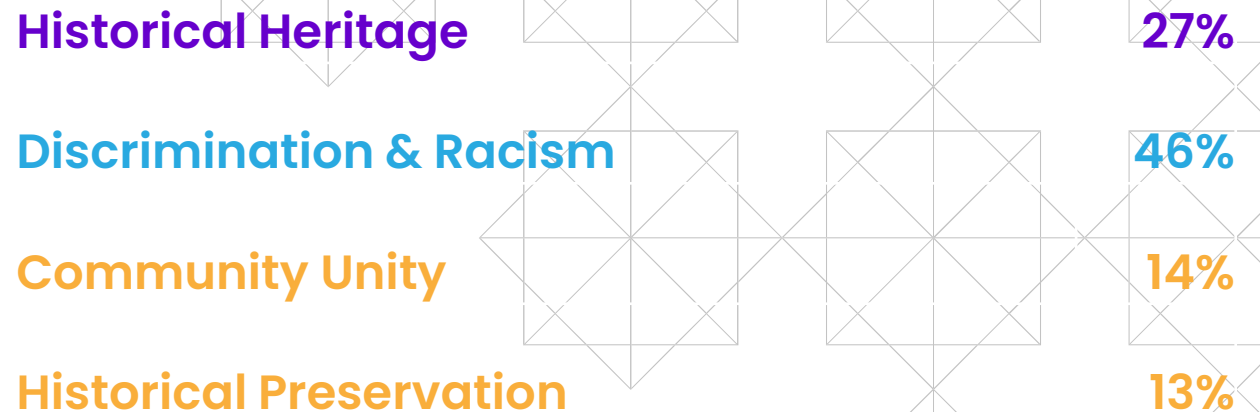 Historical Heritage 27%
Discrimination & Racism 46%
Community Unity 14%
Historical Preservation 13%